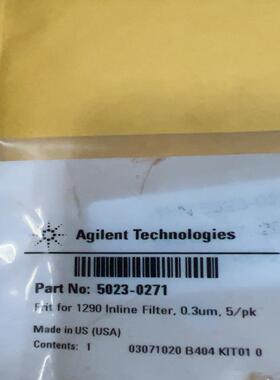 Agilent Technologies
Part No: 5023-0271
Frit for 1290 Inline Filter, 0.3um, 5/pk
Made in US (USA)
Contents: 1 03071020 B404 KIT01 0